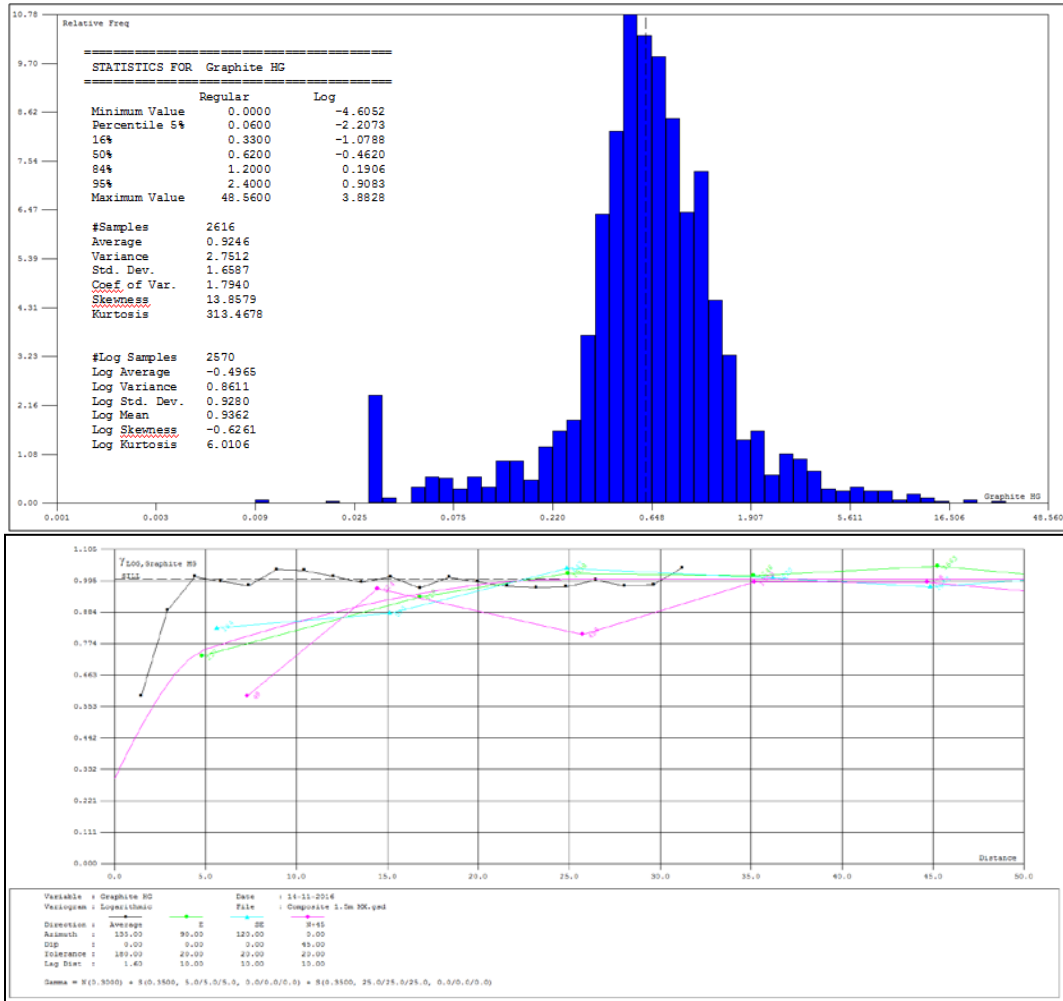 10.78
Relative Freq
9.70
8.62
7.54
6.47
5.39
4.31
3.23
2.16
1.08
0.00
==========================================
STATISTICS FOR Graphite HG
==========================================
Regular Log
Minimum Value 0.0000 -4.6052
Percentile 5% 0.0600 -2.2073
16% 0.3300 -1.0788
50% 0.6200 -0.4620
84% 1.2000 0.1906
95% 2.4000 0.9083
Maximum Value 48.5600 3.8828
#Samples 2616
Average 0.9246
Variance 2.7512
Std. Dev. 1.6587
Coef of Var. 1.7940
Skewness 13.8579
Kurtosis 313.4678
#Log Samples 2570
Log Average -0.4965
Log Variance 0.8611
Log Std. Dev. 0.9280
Log Mean 0.9362
Log Skewness -0.6261
Log Kurtosis 6.0106
Graphite HG
0.001 0.003 0.009 0.025 0.075 0.220 0.448 1.907 5.611 16.506 48.560
1.105
SILL
0.995
0.884
0.774
0.663
0.553
0.442
0.332
0.221
0.111
0.000
Distance
0.0 5.0 10.0 15.0 20.0 25.0 30.0 35.0 40.0 45.0 50.0
Variable : Graphite HG Date : 14-11-2016
Variogram : Logarithmic File : Composite 1.5m MK.gsd
Direction : Average E SE N-45
Azimuth : 135.00 90.00 120.00 0.00
Dip : 0.00 0.00 0.00 45.00
Tolerance : 180.00 20.00 20.00 20.00
Lag Dist : 1.60 10.00 10.00 10.00
Gamma = N(0.3000) + S(0.3500, 5.0/5.0/5.0, 0.0/0.0/0.0) + S(0.3500, 25.0/25.0/25.0, 0.0/0.0/0.0)